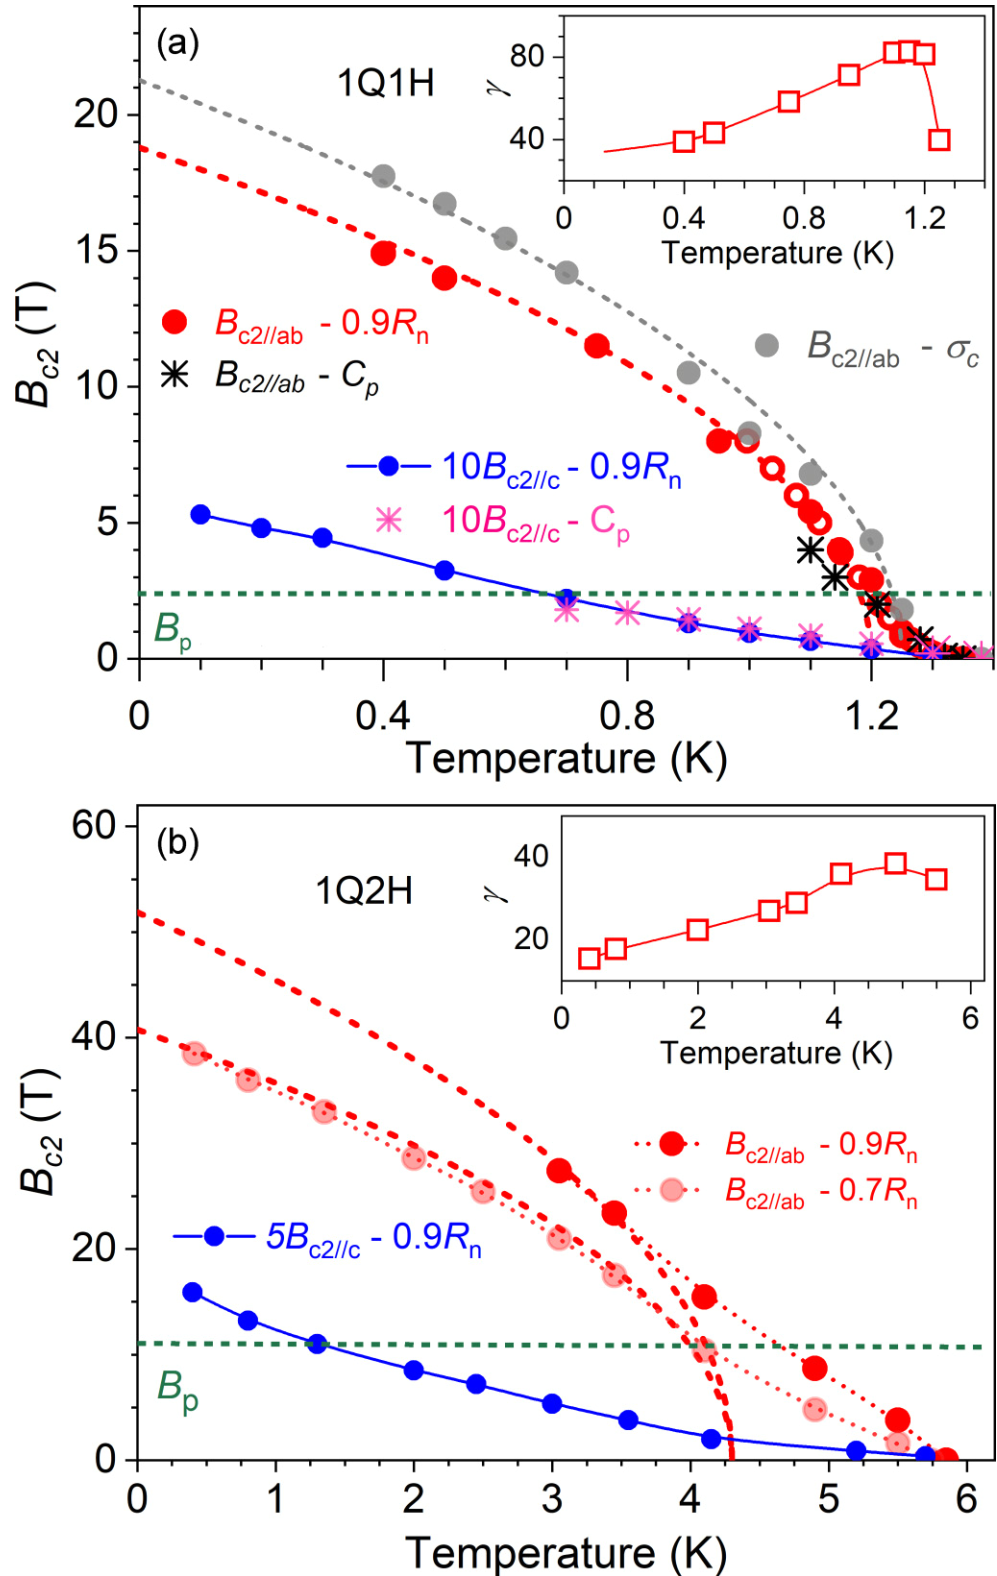 (a)
1Q1H
γ
80
40
0
0.4
0.8
1.2
Temperature (K)
B_c2 (T)
20
15
10
5
0
B_c2//ab - 0.9R_n
B_c2//ab - C_p
B_c2//ab - σ_c
10B_c2//c - 0.9R_n
10B_c2//c - C_p
B_p
0
0.4
0.8
1.2
Temperature (K)
(b)
1Q2H
γ
40
20
0
2
4
6
Temperature (K)
B_c2 (T)
60
40
20
0
B_c2//ab - 0.9R_n
B_c2//ab - 0.7R_n
5B_c2//c - 0.9R_n
B_p
0
1
2
3
4
5
6
Temperature (K)